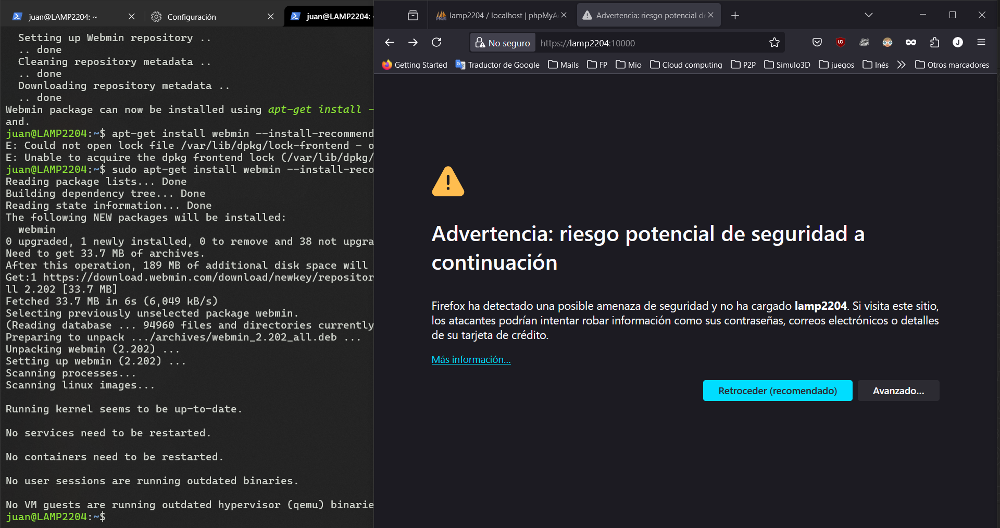 juan@LAMP2204: ~
Configuración
juan@LAMP2204:
Setting up Webmin repository ..
.. done
Cleaning repository metadata ..
.. done
Downloading repository metadata ..
.. done
Webmin package can now be installed using apt-get install -
and.
juan@LAMP2204:~$ apt-get install webmin --install-recommend
E: Could not open lock file /var/lib/dpkg/lock-frontend - o
E: Unable to acquire the dpkg frontend lock (/var/lib/dpkg/
juan@LAMP2204:~$ sudo apt-get install webmin --install-reco
Reading package lists... Done
Building dependency tree... Done
Reading state information... Done
The following NEW packages will be installed:
webmin
0 upgraded, 1 newly installed, 0 to remove and 38 not upgra
Need to get 33.7 MB of archives.
After this operation, 189 MB of additional disk space will
Get:1 https://download.webmin.com/download/newkey/repositor
ll 2.202 [33.7 MB]
Fetched 33.7 MB in 6s (6,049 kB/s)
Selecting previously unselected package webmin.
(Reading database ... 94960 files and directories currently
Preparing to unpack .../archives/webmin_2.202_all.deb ...
Unpacking webmin (2.202) ...
Setting up webmin (2.202) ...
Scanning processes...
Scanning linux images...
Running kernel seems to be up-to-date.
No services need to be restarted.
No containers need to be restarted.
No user sessions are running outdated binaries.
No VM guests are running outdated hypervisor (qemu) binarie
juan@LAMP2204:~$
lamp2204 / localhost | phpMyA
Advertencia: riesgo potencial de
No seguro
https://lamp2204:10000
J
Getting Started
Traductor de Google
Mails
FP
Mio
Cloud computing
P2P
Simulo3D
juegos
Inés
Otros marcadores
Advertencia: riesgo potencial de seguridad a
continuación
Firefox ha detectado una posible amenaza de seguridad y no ha cargado lamp2204. Si visita este sitio,
los atacantes podrían intentar robar información como sus contraseñas, correos electrónicos o detalles
de su tarjeta de crédito.
Más información...
Retroceder (recomendado)
Avanzado...